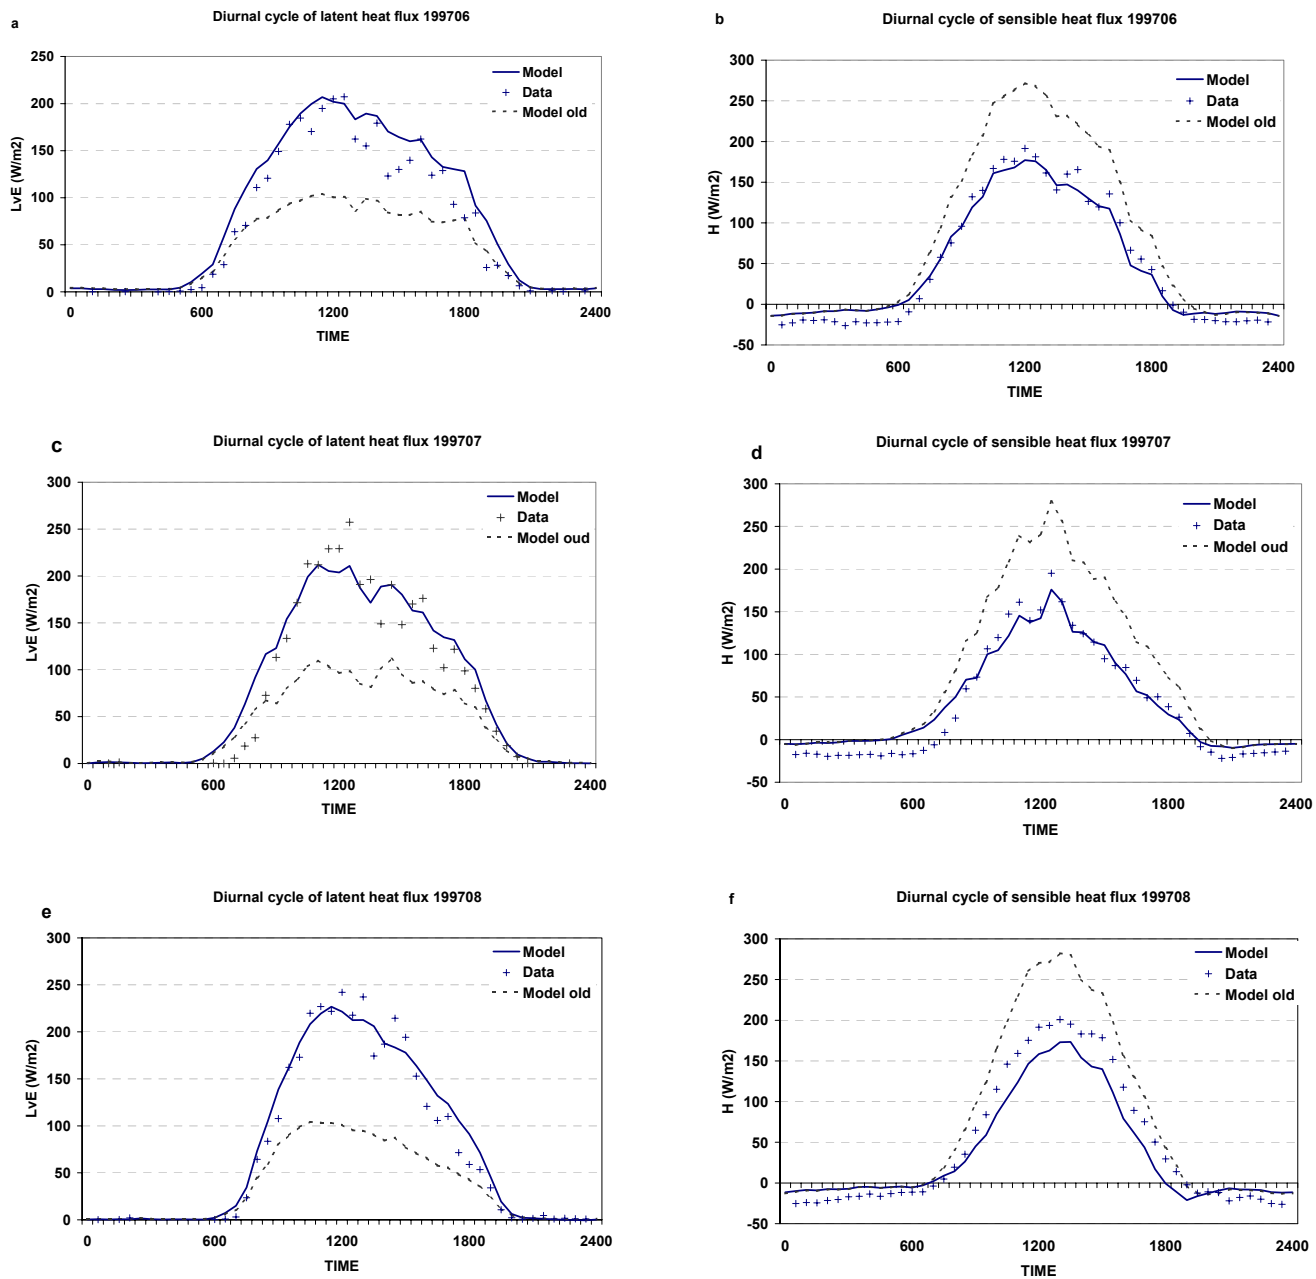 a
Diurnal cycle of latent heat flux 199706
250
200
150
100
50
0
LvE (W/m2)
Model
Data
Model old
600
1200
1800
2400
TIME
b
Diurnal cycle of sensible heat flux 199706
300
250
200
150
100
50
0
-50
H (W/m2)
Model
Data
Model old
0
600
1200
1800
2400
TIME
c
Diurnal cycle of latent heat flux 199707
300
250
200
150
100
50
0
LvE (W/m2)
Model
Data
Model oud
0
600
1200
1800
2400
TIME
d
Diurnal cycle of sensible heat flux 199707
300
250
200
150
100
50
0
-50
H (W/m2)
Model
Data
Model oud
0
600
1200
1800
2400
TIME
e
Diurnal cycle of latent heat flux 199708
300
250
200
150
100
50
0
LvE (W/m2)
Model
Data
Model old
0
600
1200
1800
2400
TIME
f
Diurnal cycle of sensible heat flux 199708
300
250
200
150
100
50
0
-50
H (W/m2)
Model
Data
Model old
0
600
1200
1800
2400
TIME